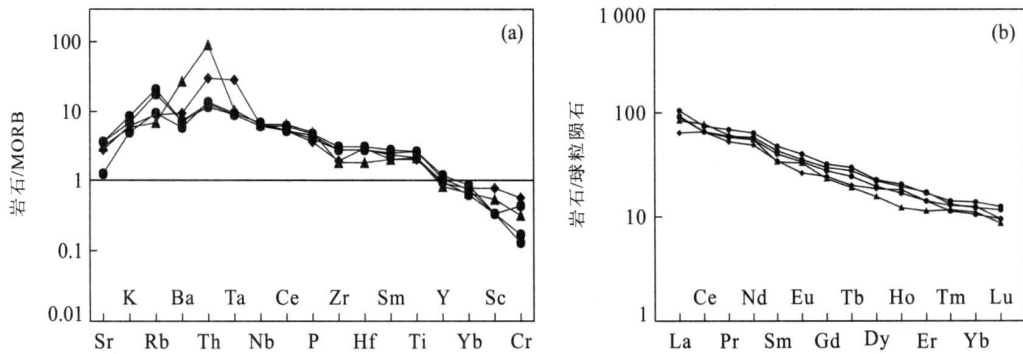 (a)
100
10
1
0.1
0.01
岩石/MORB
K Ba Ta Ce Zr Sm Y Sc
Sr Rb Th Nb P Hf Ti Yb Cr
(b)
1 000
100
10
1
岩石/球粒陨石
Ce Nd Eu Tb Ho Tm Lu
La Pr Sm Gd Dy Er Yb